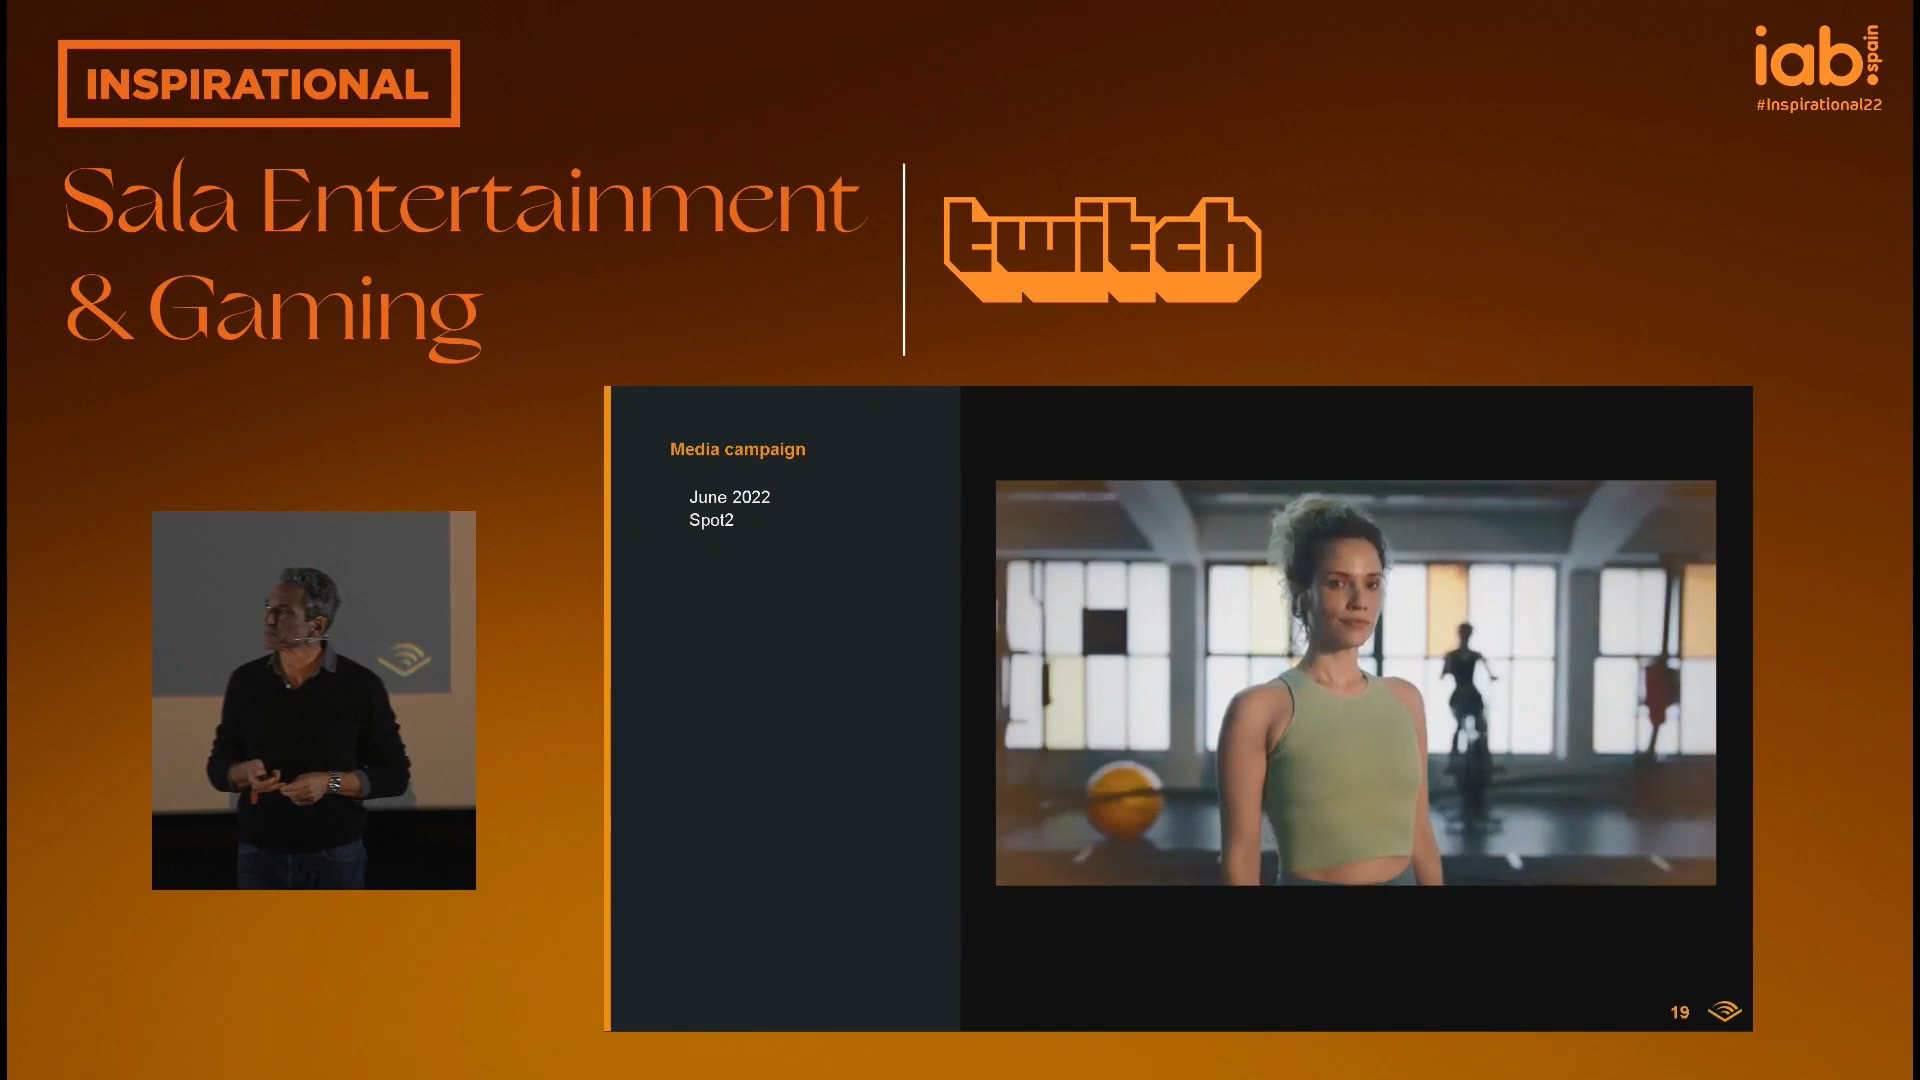 INSPIRATIONAL
iab.spain
#Inspirational22
Sala Entertainment
& Gaming
twitch
Media campaign
June 2022
Spot2
19